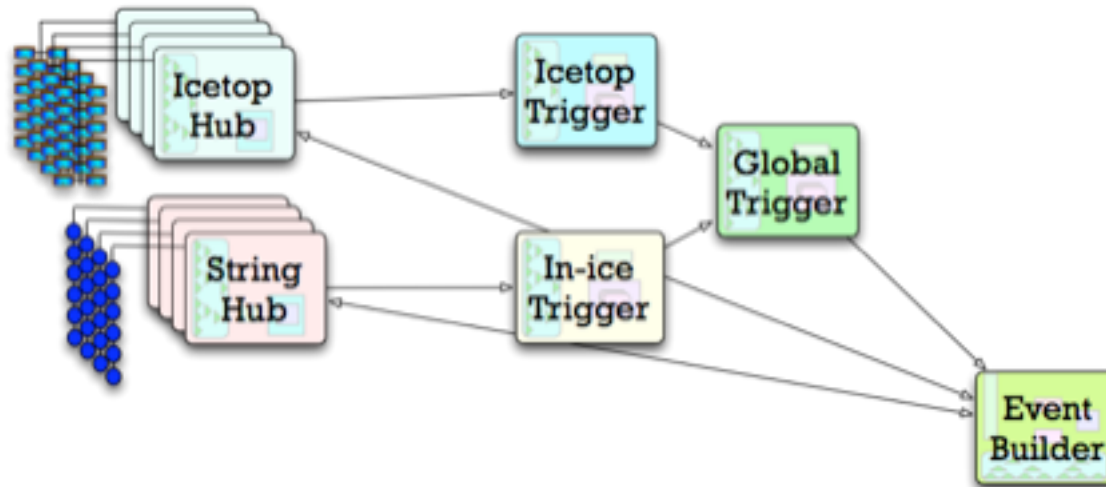 Icetop
Hub
Icetop
Trigger
Global
Trigger
String
Hub
In-ice
Trigger
Event
Builder